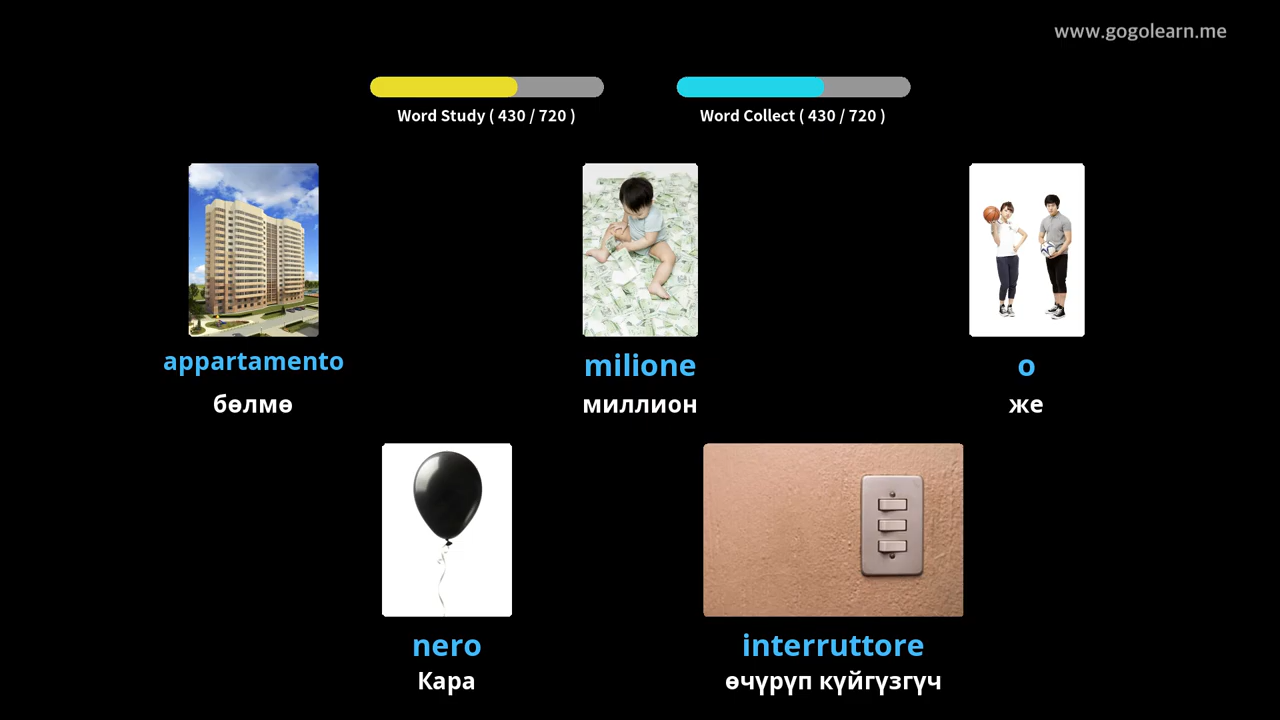 www.gogolearn.me
Word Study ( 430 / 720 )
Word Collect ( 430 / 720 )
appartamento
бөлмө
milione
миллион
o
же
nero
Кара
interruttore
өчүрүп күйгүзгүч